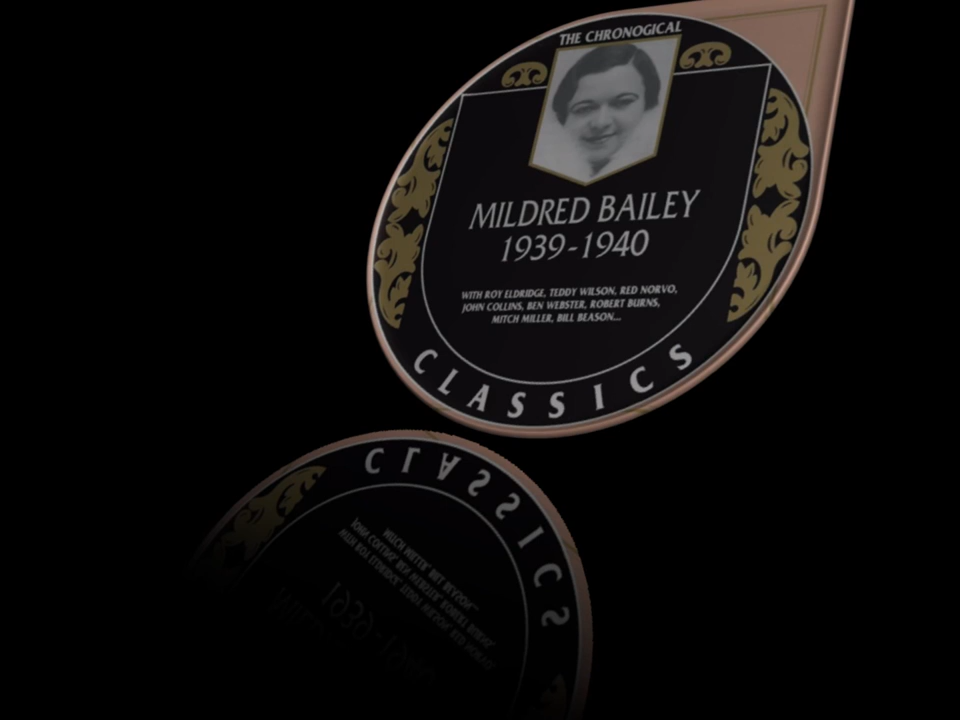 THE CHRONOGICAL
MILDRED BAILEY
1939-1940
WITH ROY ELDRIDGE, TEDDY WILSON, RED NORVO,
JOHN COLLINS, BEN WEBSTER, ROBERT BURNS,
MITCH MILLER, BILL BEASON...
CLASSICS